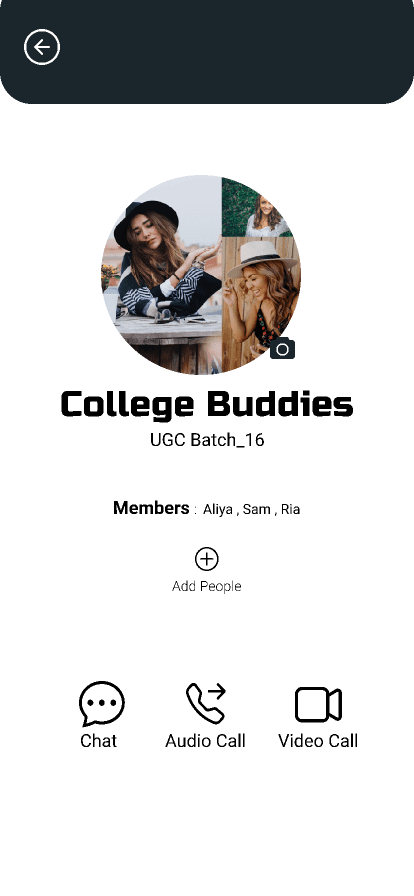 College Buddies
UGC Batch_16
Members : Aliya , Sam , Ria
Add People
Chat Audio Call Video Call